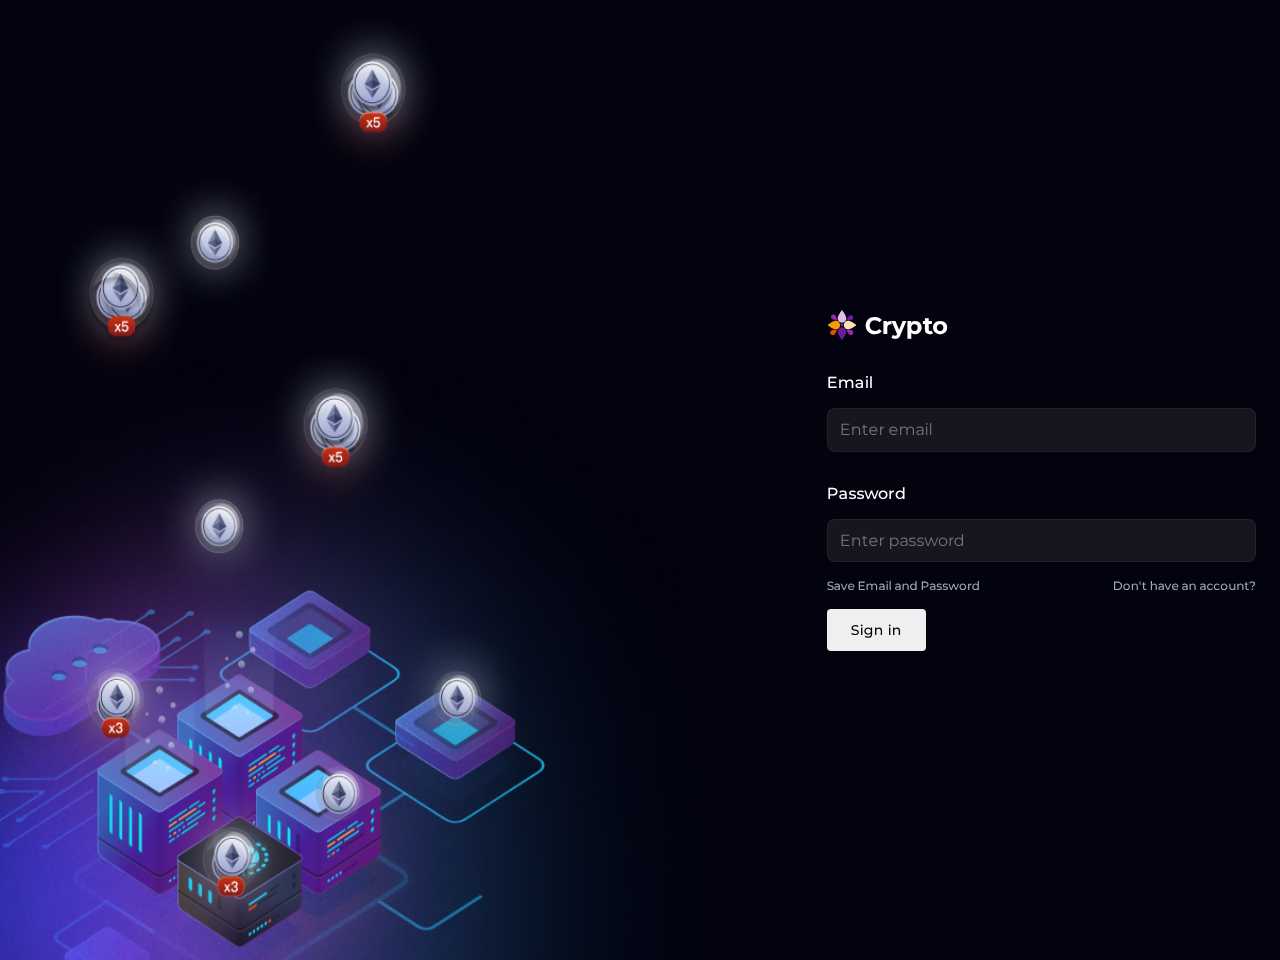 x5
x5
x5
x3
x3
Crypto
Email
Enter email
Password
Enter password
Save Email and Password
Don't have an account?
Sign in